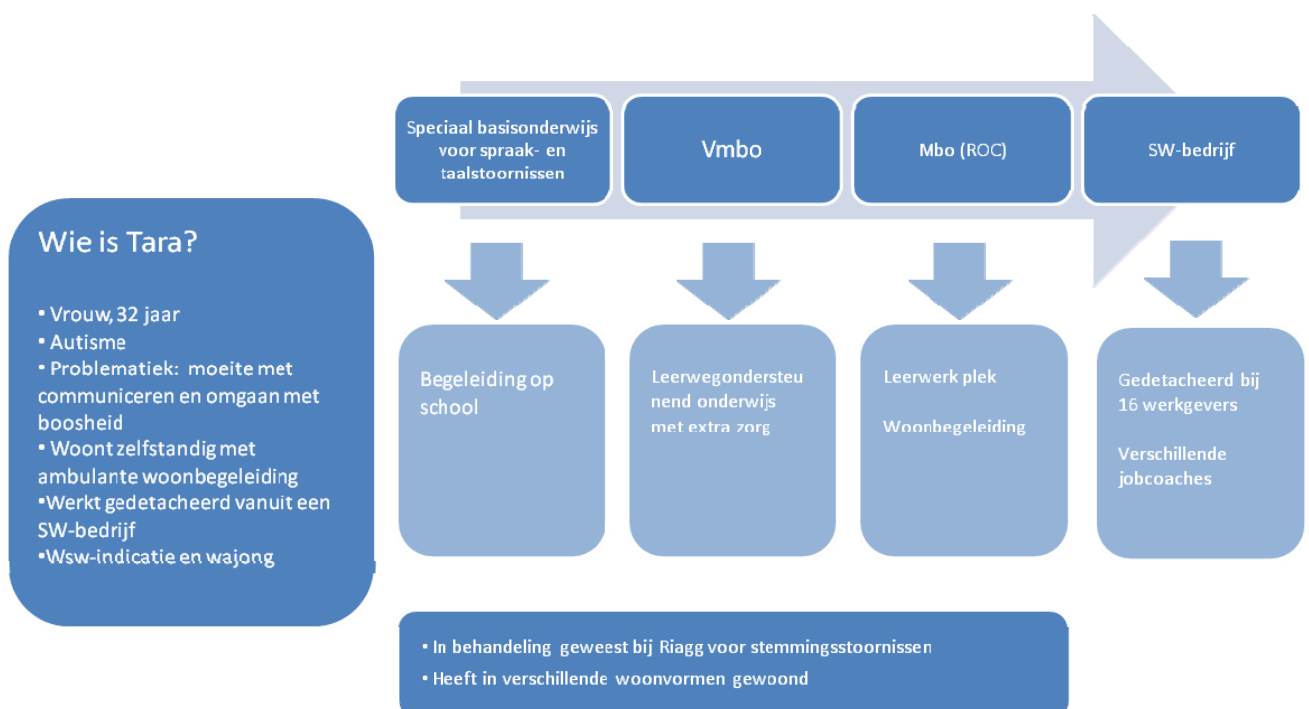 Speciaal basisonderwijs
voor spraak- en
taalstoornissen
Vmbo
Mbo (ROC)
SW-bedrijf
Wie is Tara?
• Vrouw, 32 jaar
• Autisme
• Problematiek: moeite met
communiceren en omgaan met
boosheid
• Woont zelfstandig met
ambulante woonbegeleiding
•Werkt gedetacheerd vanuit een
SW-bedrijf
•Wsw-indicatie en wajong
Begeleiding op
school
Leerwegondersteu
nend onderwijs
met extra zorg
Leerwerk plek
Woonbegeleiding
Gedetacheerd bij
16 werkgevers
Verschillende
jobcoaches
• In behandeling geweest bij Riagg voor stemmingsstoornissen
• Heeft in verschillende woonvormen gewoond